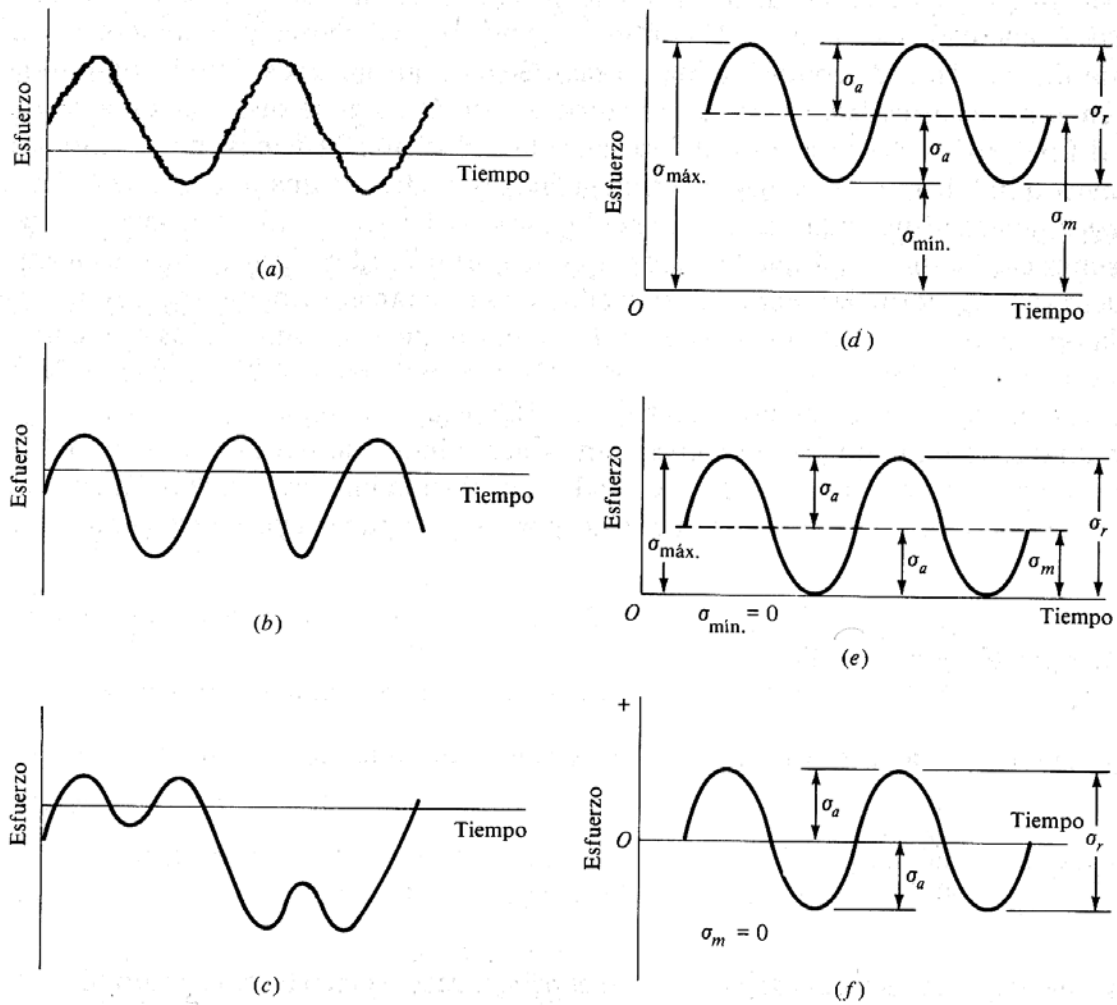 Esfuerzo
Tiempo
(a)
Esfuerzo
Tiempo
(b)
Esfuerzo
Tiempo
(c)
Esfuerzo
σmáx.
σa
σa
σmín.
σr
σm
O
Tiempo
(d)
Esfuerzo
σmáx.
σa
σa
σm
σr
O
σmín. = 0
Tiempo
(e)
+
Esfuerzo
O
σa
σa
Tiempo
σr
σm = 0
(f)